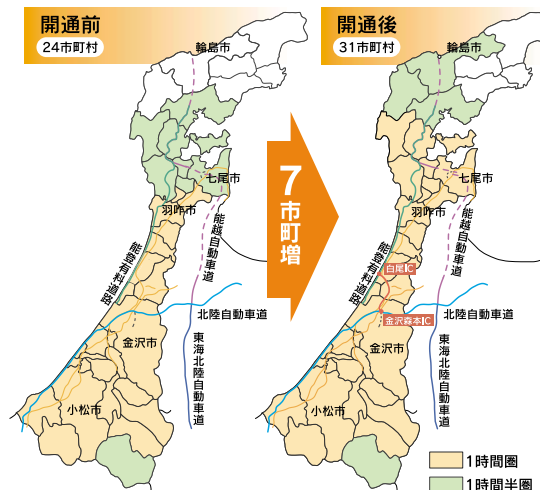 開通前
24市町村
輪島市
七尾市
羽咋市
能越自動車道
能登有料道路
北陸自動車道
金沢市
東海北陸自動車道
小松市
7市町増
開通後
31市町村
輪島市
七尾市
羽咋市
能越自動車道
能登有料道路
白尾IC
北陸自動車道
金沢森本IC
金沢市
東海北陸自動車道
小松市
1時間圏
1時間半圏